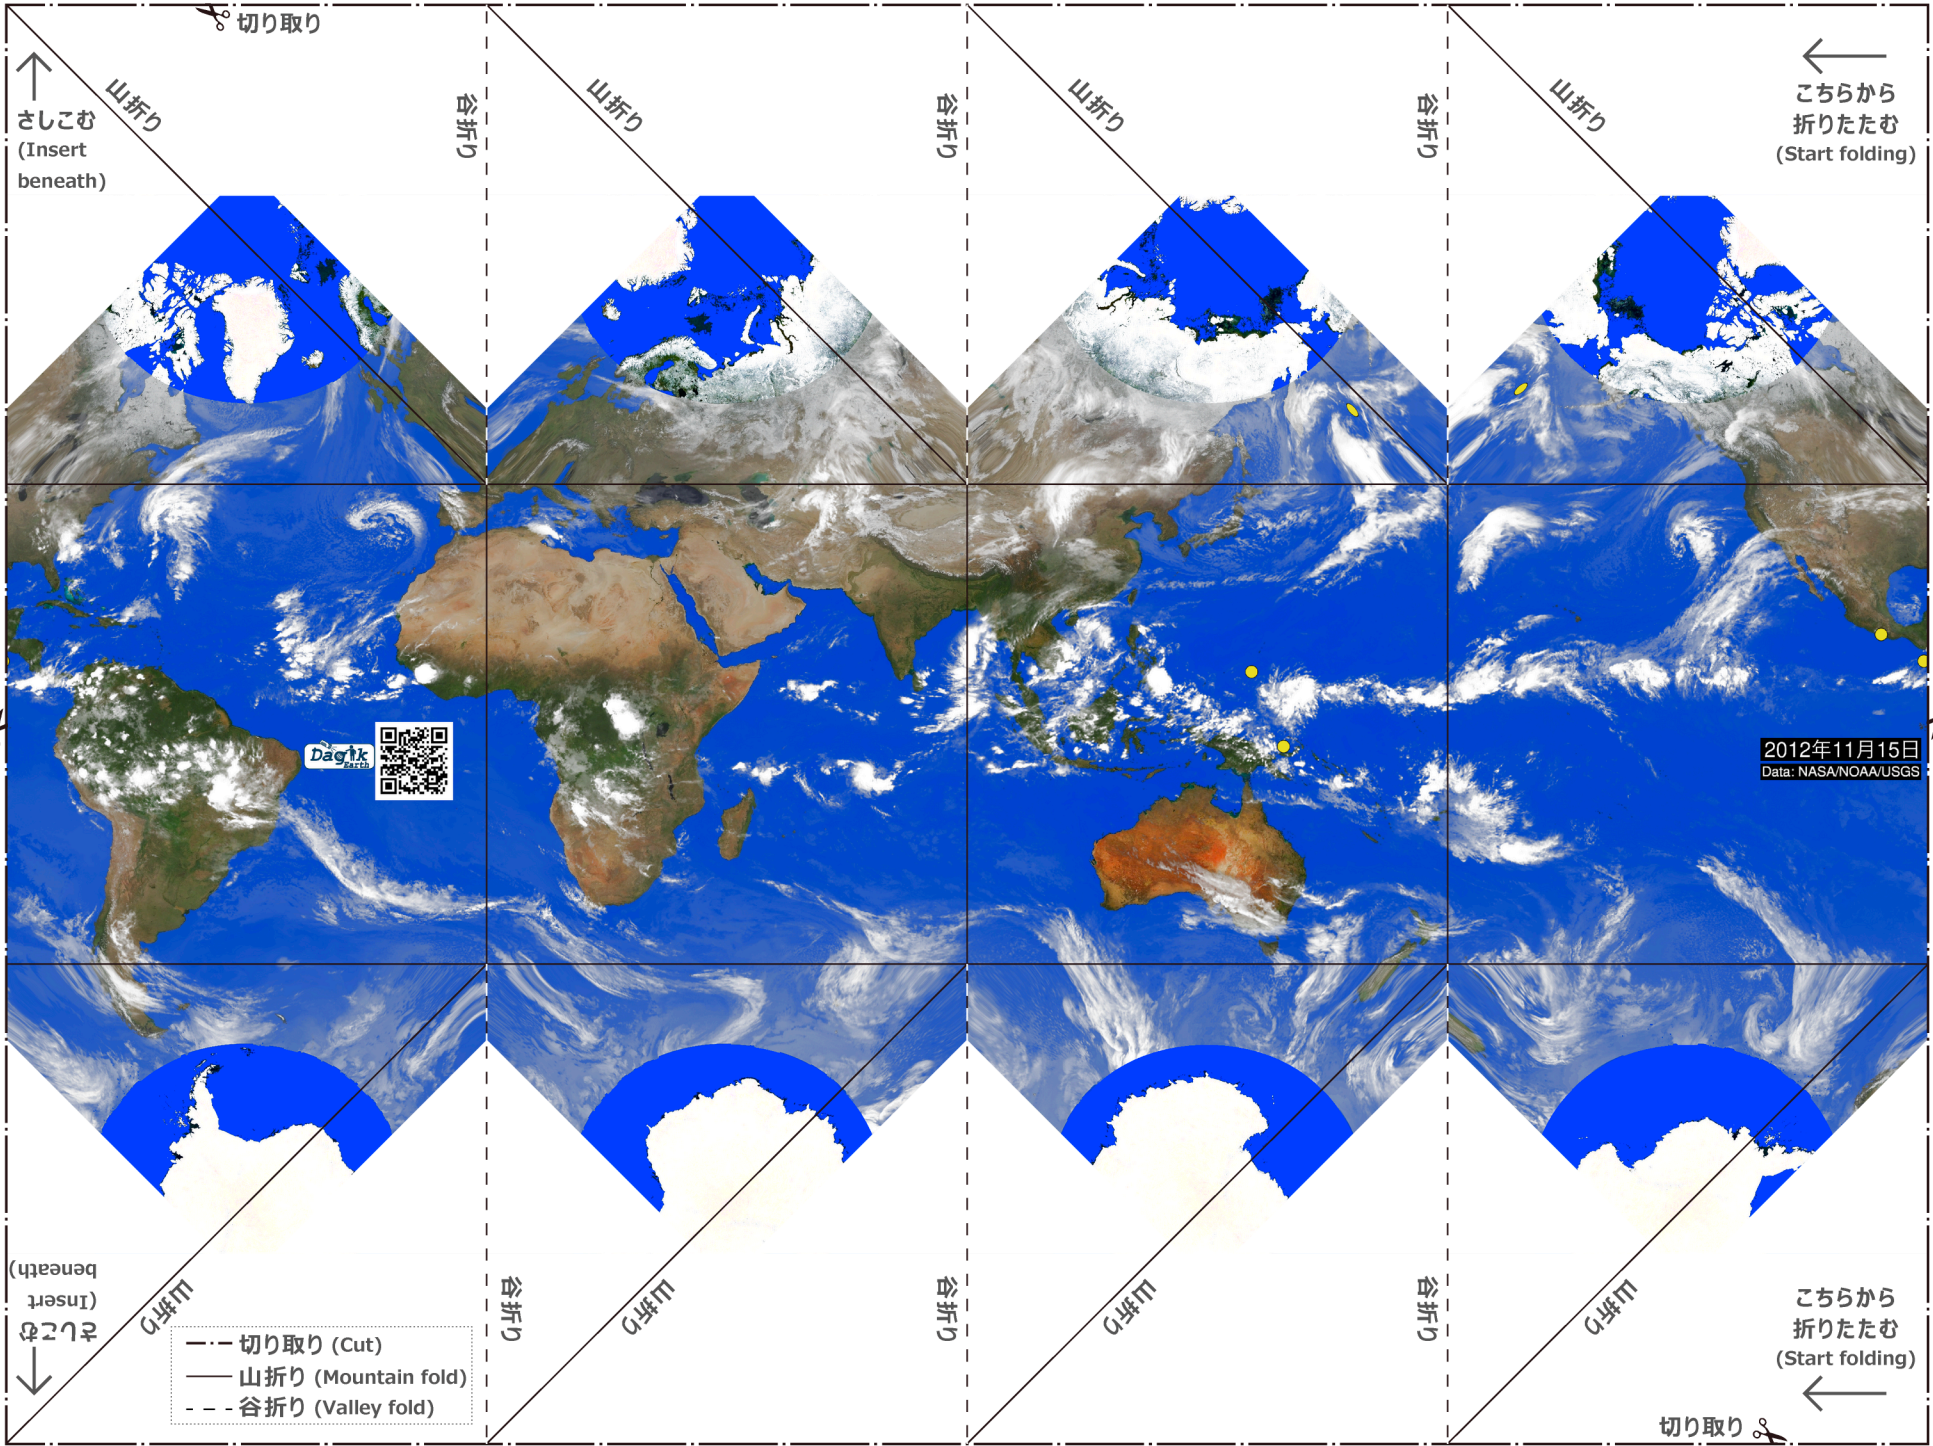 切り取り
山折り
谷折り
山折り
谷折り
山折り
谷折り
山折り
さしこむ
(Insert
beneath)
こちらから
折りたたむ
(Start folding)
Dagik
Earth
2012年11月15日
Data: NASA/NOAA/USGS
さしこむ
(Insert
beneath)
山折り
谷折り
山折り
谷折り
山折り
谷折り
山折り
こちらから
折りたたむ
(Start folding)
切り取り (Cut)
山折り (Mountain fold)
谷折り (Valley fold)
切り取り